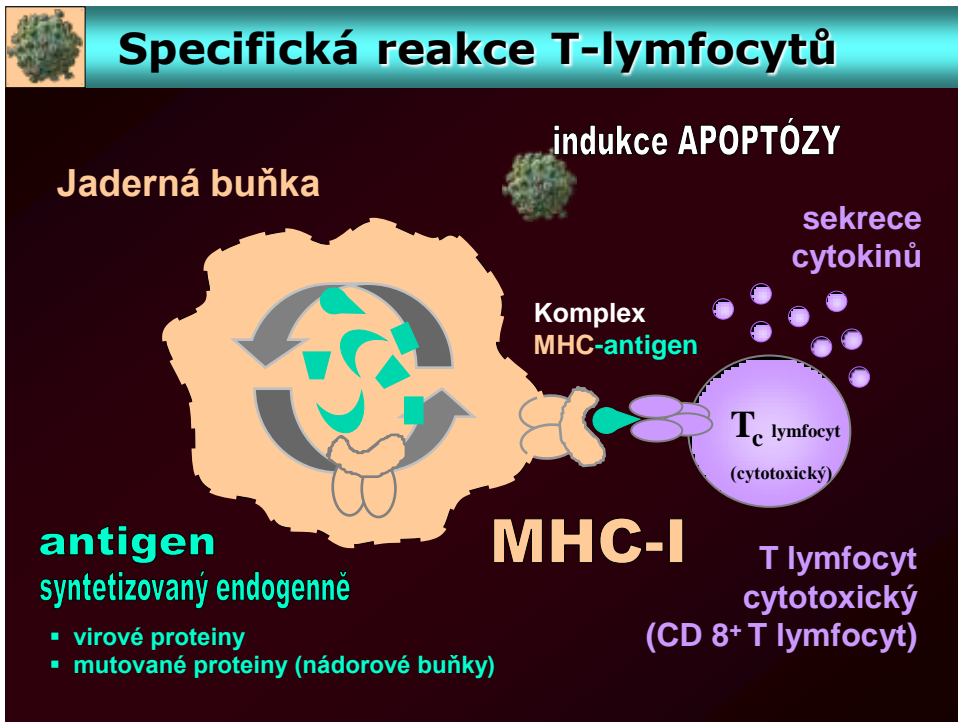 Specifická reakce T-lymfocytů
indukce APOPTÓZY
Jaderná buňka
sekrece
cytokinů
Komplex
MHC-antigen
Tc lymfocyt
(cytotoxický)
MHC-I
antigen
syntetizovaný endogenně
▪ virové proteiny
▪ mutované proteiny (nádorové buňky)
T lymfocyt
cytotoxický
(CD 8+ T lymfocyt)